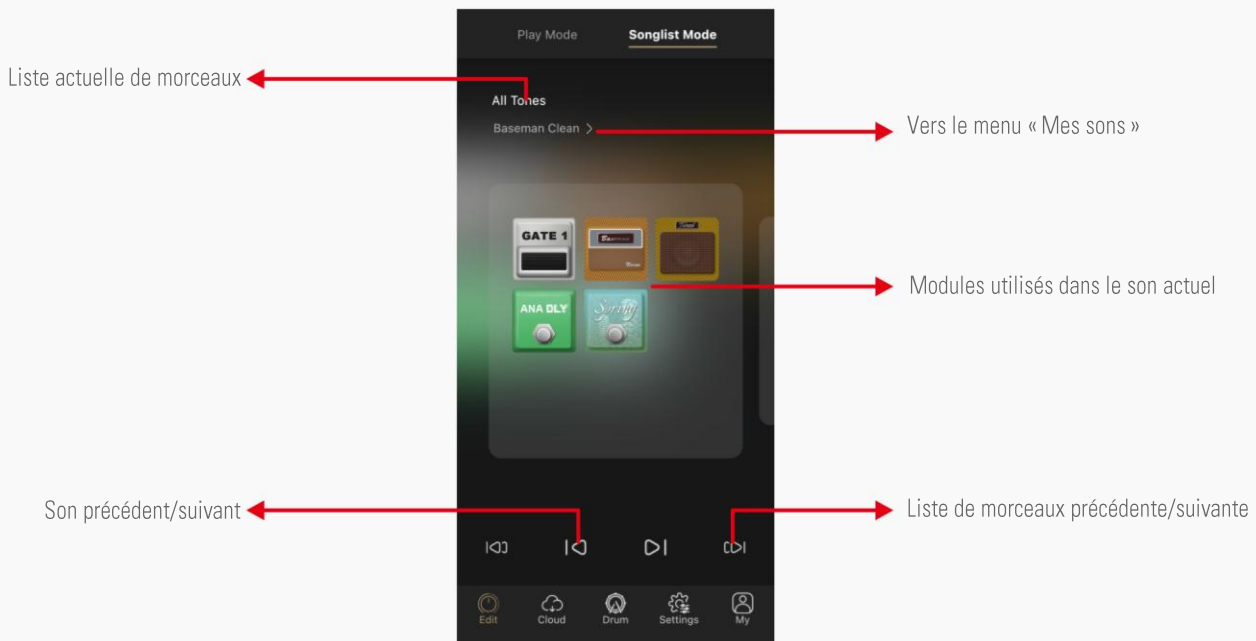 Play Mode
Songlist Mode
Liste actuelle de morceaux
All Tones
Baseman Clean >
Vers le menu « Mes sons »
GATE 1
Modules utilisés dans le son actuel
ANA DLY
Spring
Son précédent/suivant
Liste de morceaux précédente/suivante
Edit
Cloud
Drum
Settings
My